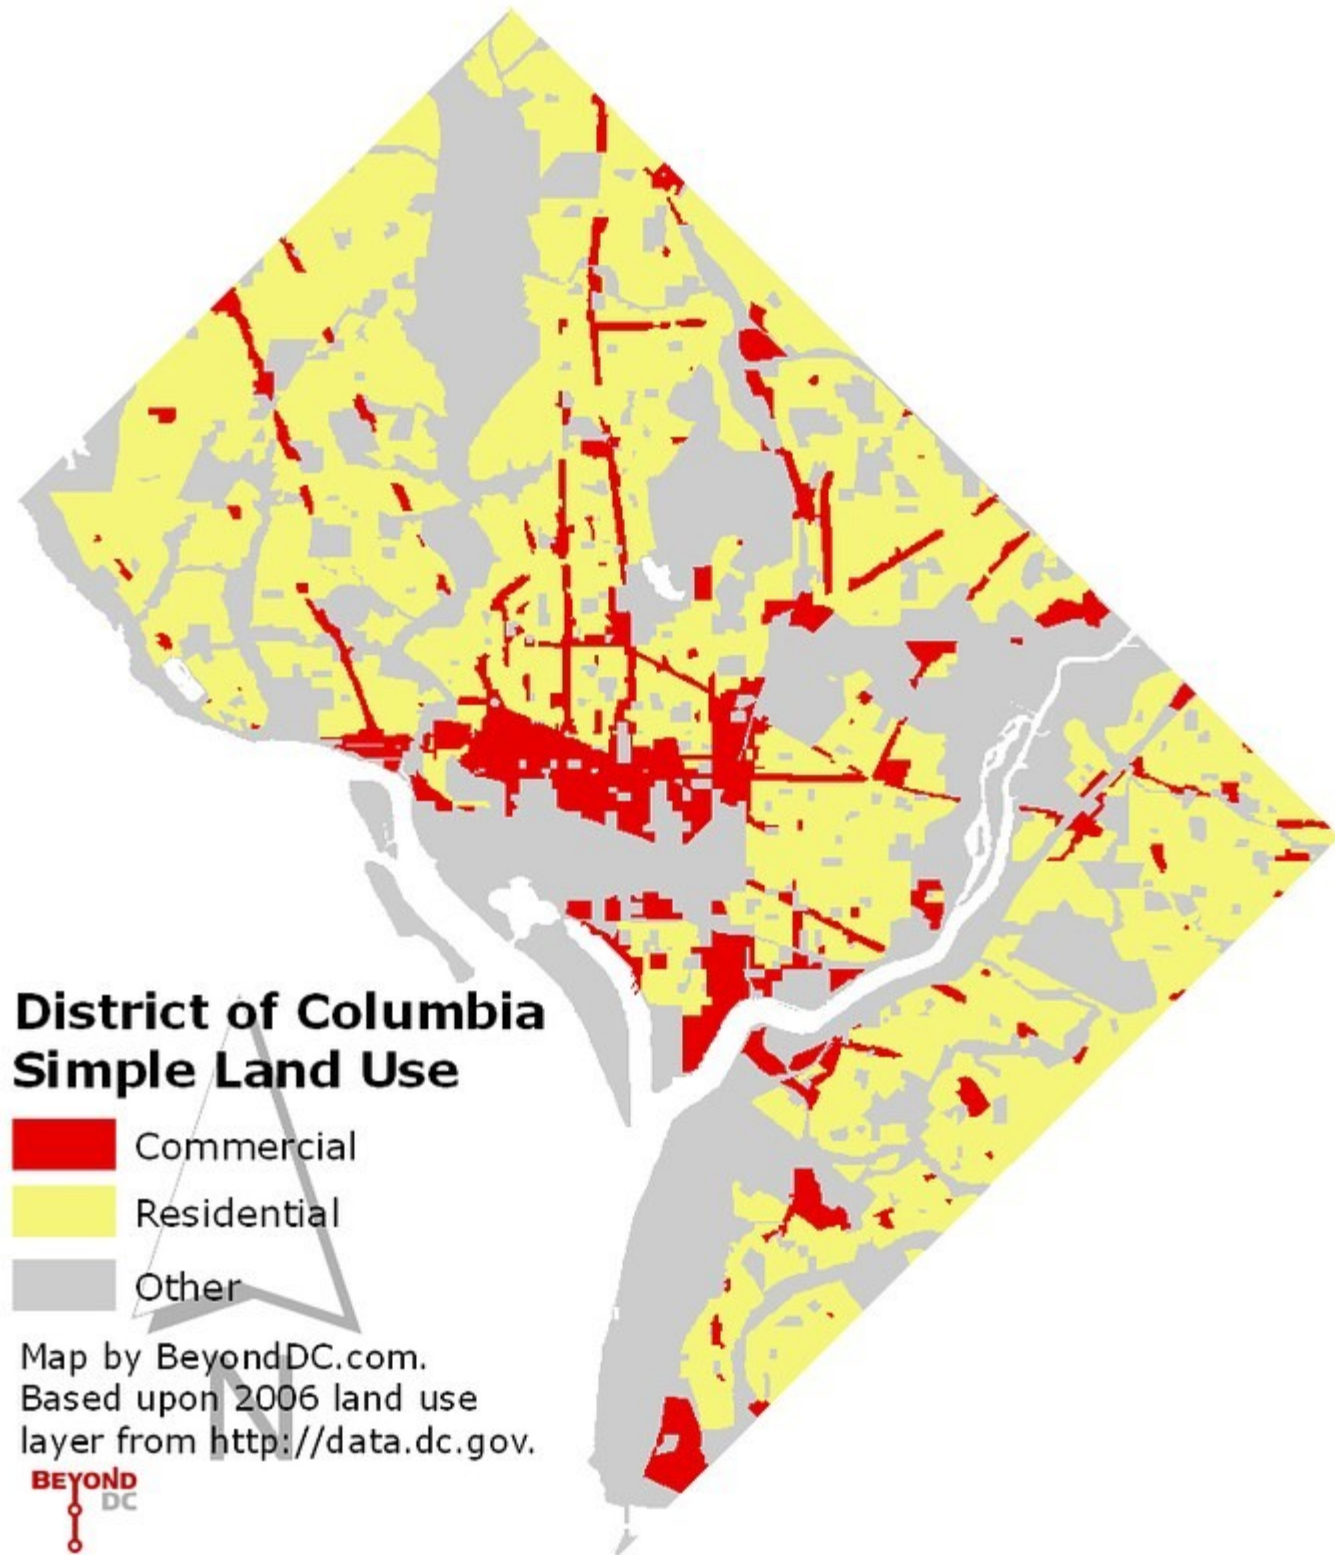 District of Columbia
Simple Land Use
Commercial
Residential
Other
Map by BeyondDC.com.
Based upon 2006 land use
layer from http://data.dc.gov.
N
BEYOND
DC